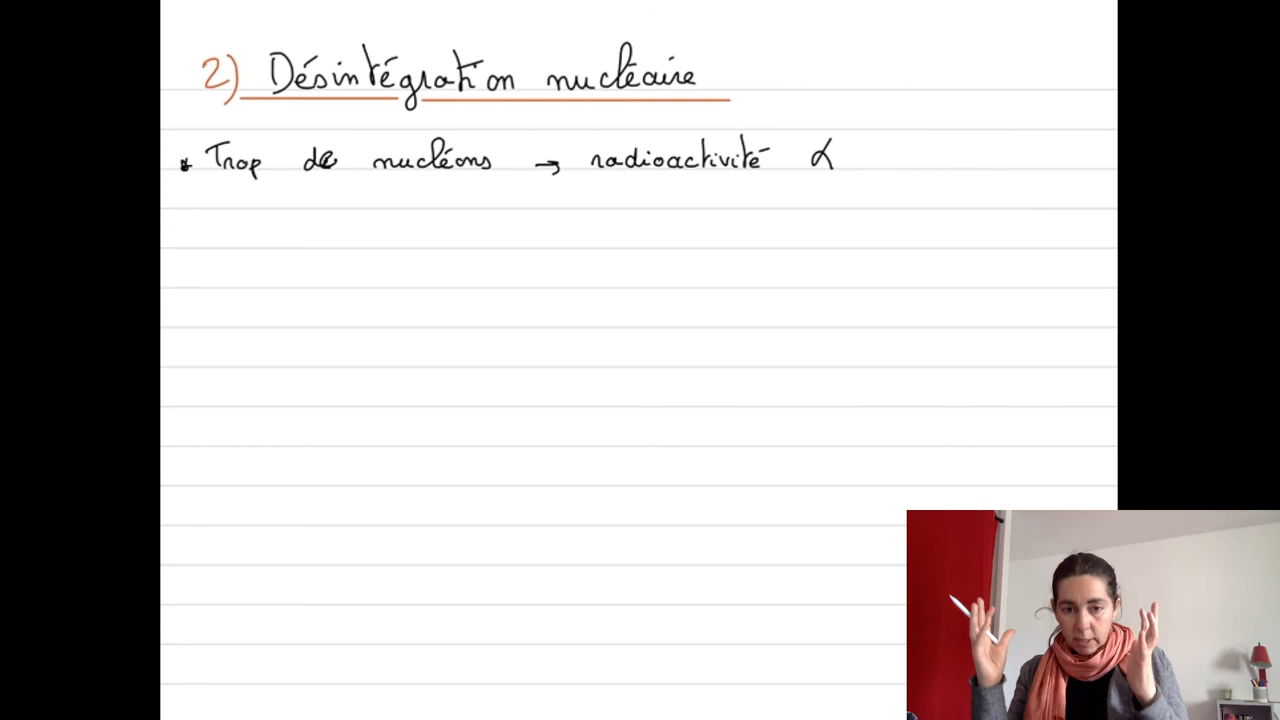 2) Désintégration nucléaire
* Trop de nucléons → radioactivité α